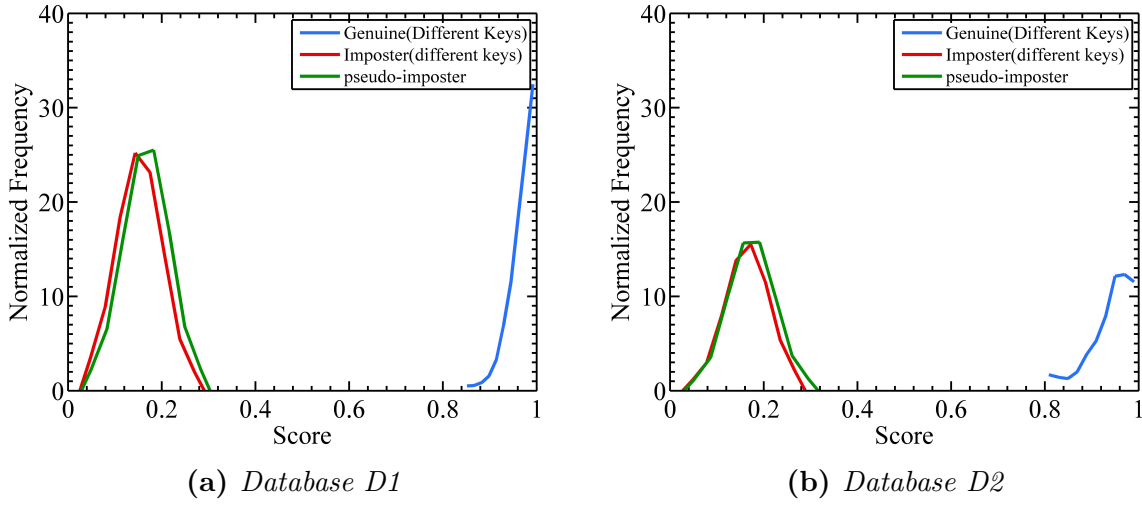 40
30
20
10
0
Normalized Frequency
Genuine(Different Keys)
Imposter(different keys)
pseudo-imposter
0 0.2 0.4 0.6 0.8 1
Score
(a) Database D1
40
30
20
10
0
Normalized Frequency
Genuine(Different Keys)
Imposter(different keys)
pseudo-imposter
0 0.2 0.4 0.6 0.8 1
Score
(b) Database D2